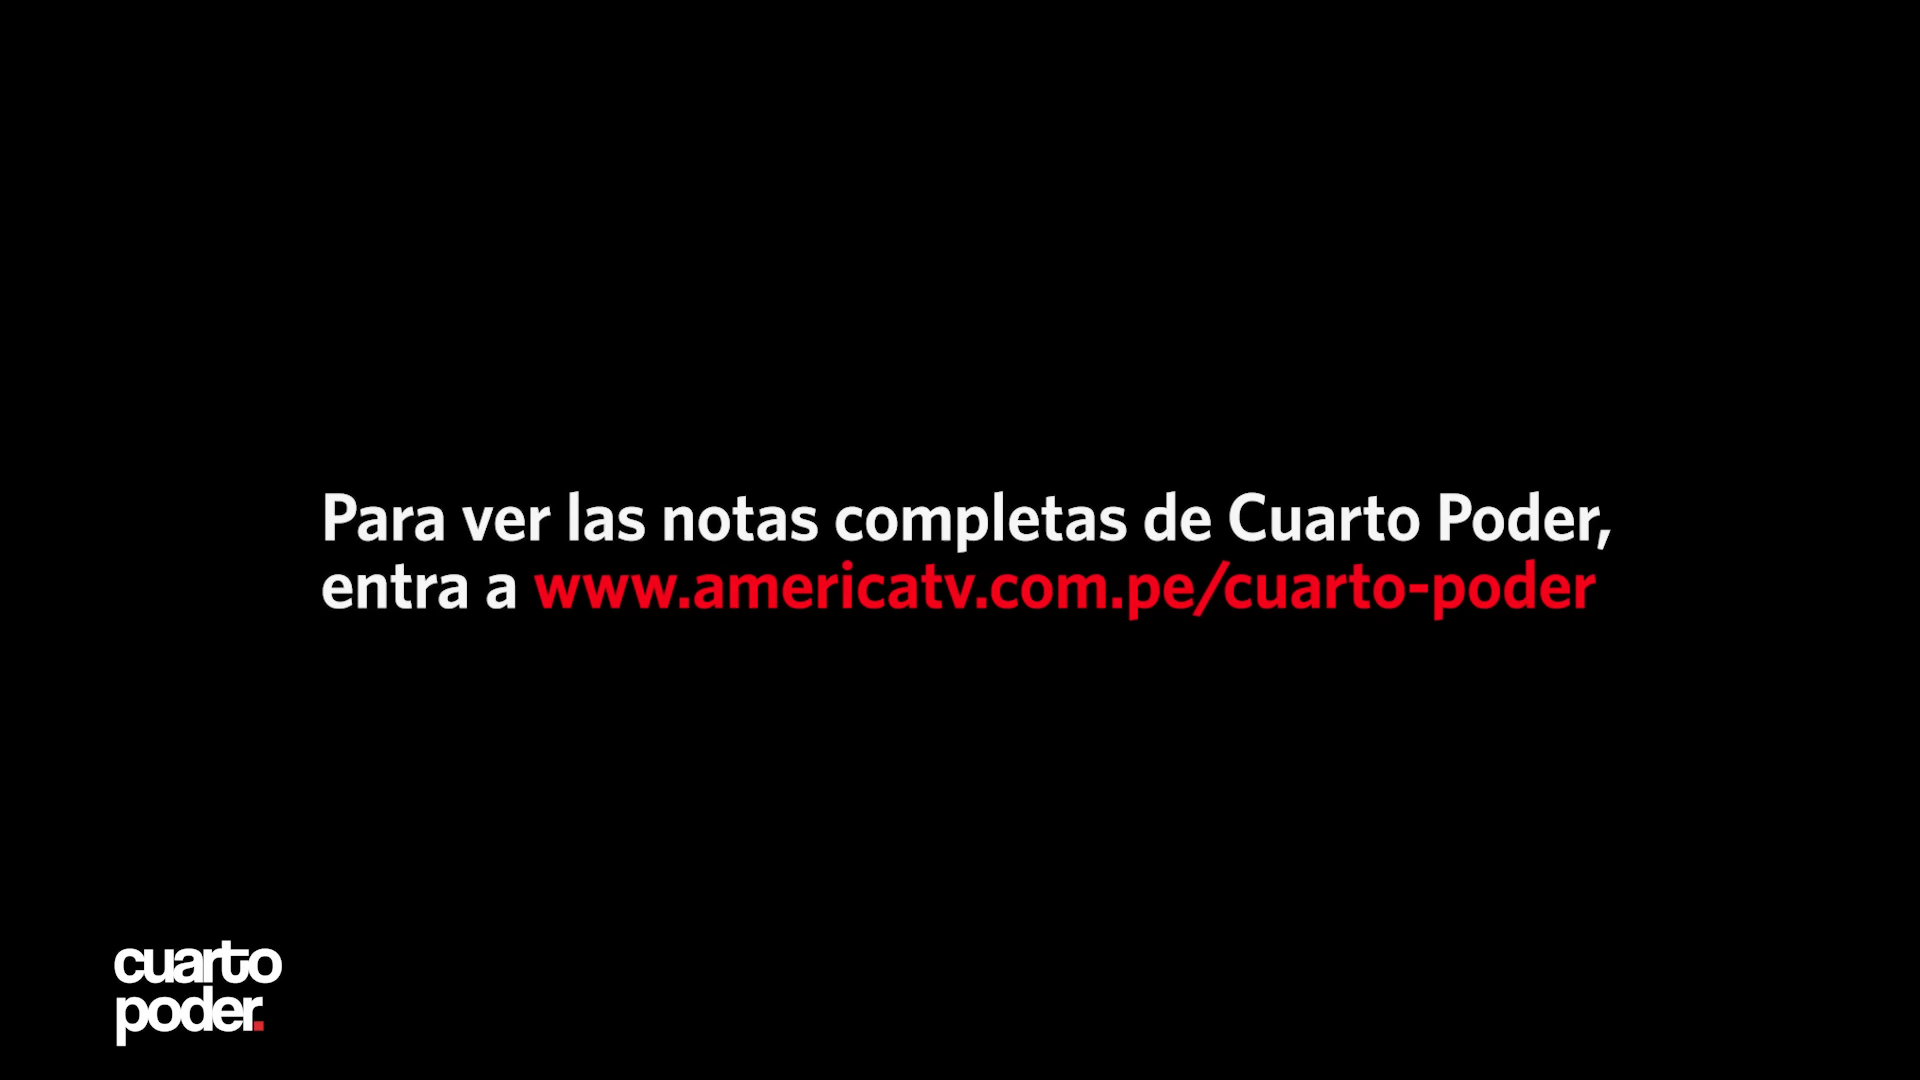 Para ver las notas completas de Cuarto Poder,
entra a www.americatv.com.pe/cuarto-poder
cuarto
poder.